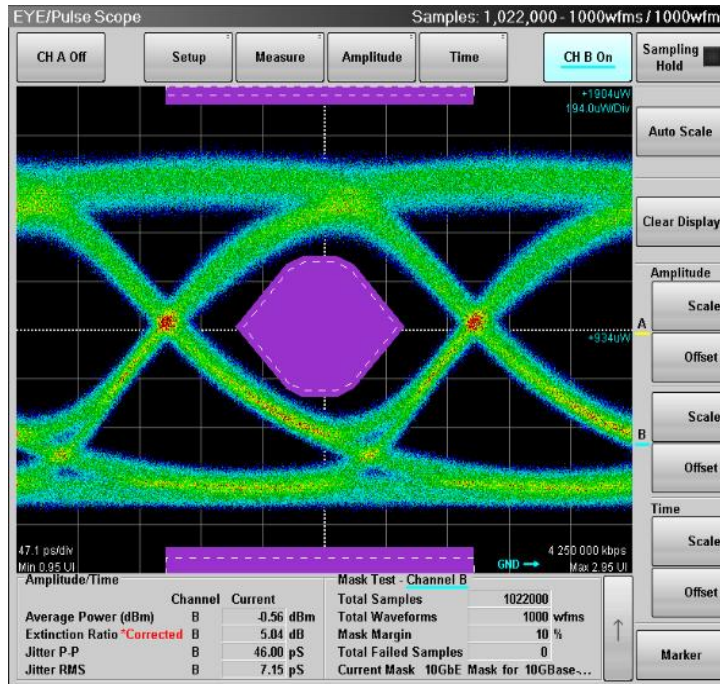 EYE/Pulse Scope
Samples: 1,022,000 - 1000wfms / 1000wfm
CH A Off
Setup
Measure
Amplitude
Time
CH B On
Sampling
Hold
+1904uW
194.0uW/Div
Auto Scale
Clear Display
Amplitude
Scale
A
+934uW
Offset
Scale
B
Offset
Time
Scale
Offset
47.1 ps/div
Min 0.95 UI
GND
4 250 000 kbps
Max 2.95 UI
Amplitude/Time
Channel Current
Average Power (dBm) B -0.56 dBm
Extinction Ratio *Corrected B 5.04 dB
Jitter P-P B 46.00 pS
Jitter RMS B 7.15 pS
Mask Test - Channel B
Total Samples 1022000
Total Waveforms 1000 wfms
Mask Margin 10 %
Total Failed Samples 0
Current Mask 10GbE Mask for 10GBase-...
Marker